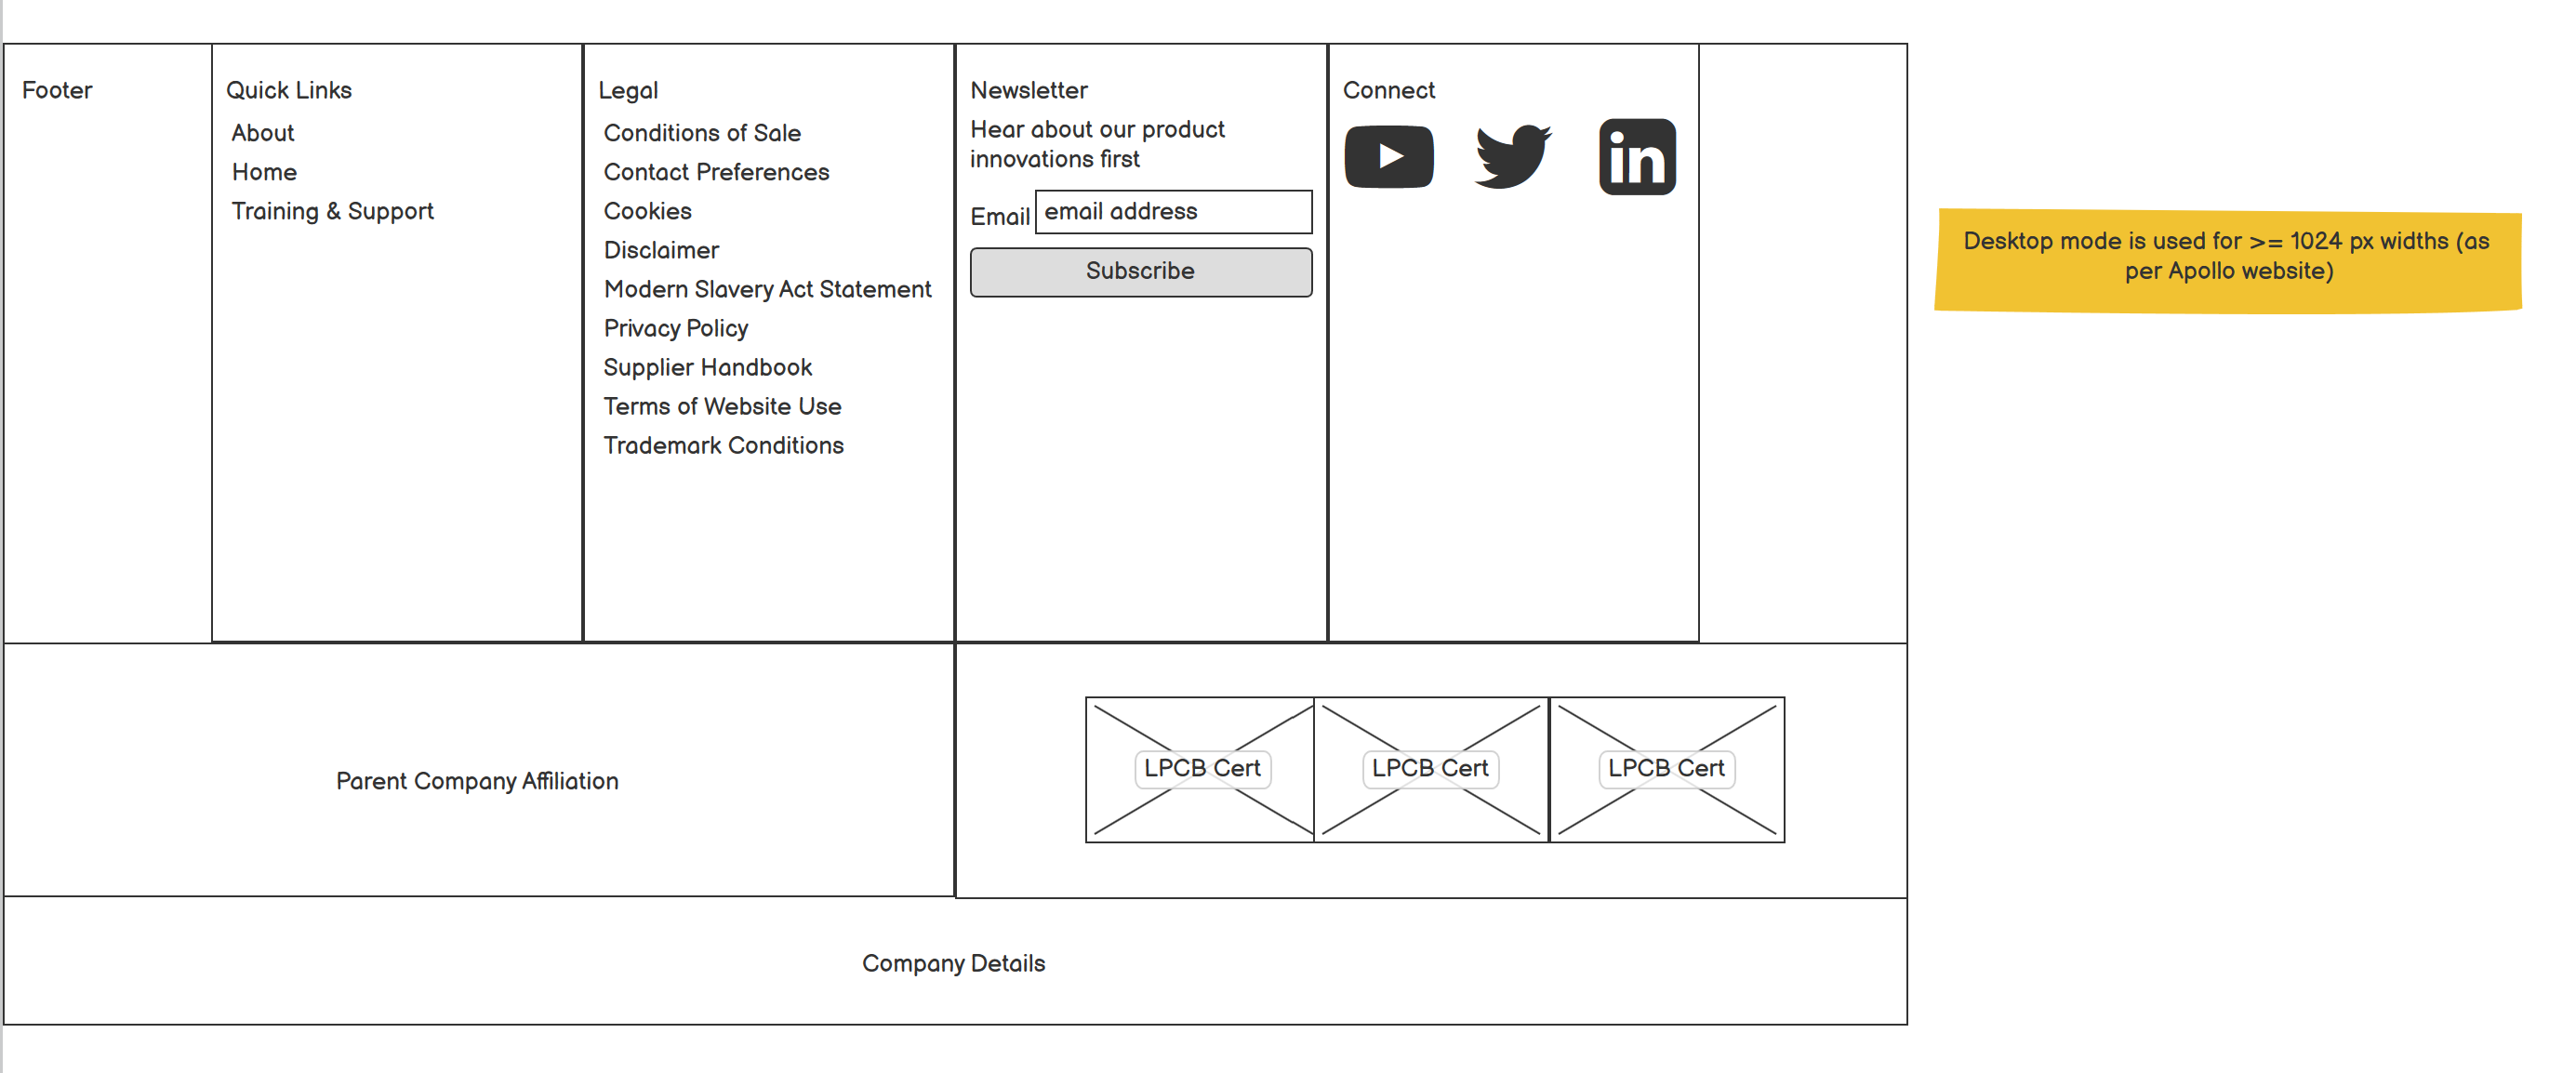 Footer
Quick Links
About
Home
Training & Support
Legal
Conditions of Sale
Contact Preferences
Cookies
Disclaimer
Modern Slavery Act Statement
Privacy Policy
Supplier Handbook
Terms of Website Use
Trademark Conditions
Newsletter
Hear about our product
innovations first
Email email address
Subscribe
Connect
in
Desktop mode is used for >= 1024 px widths (as
per Apollo website)
Parent Company Affiliation
LPCB Cert
LPCB Cert
LPCB Cert
Company Details